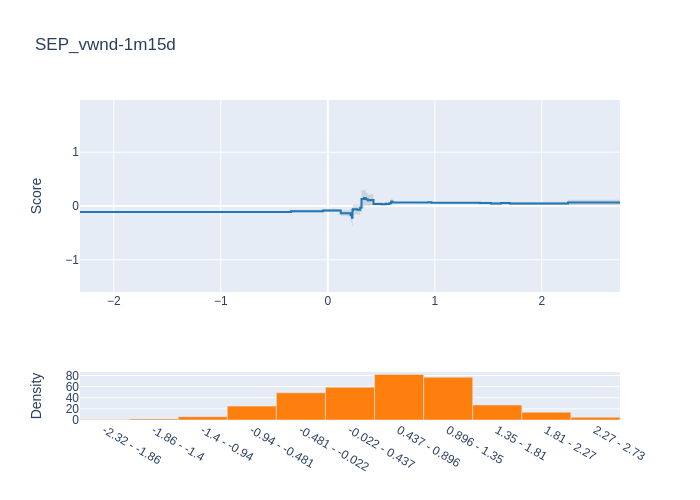 SEP_vwnd-1m15d
Score
1
0
−1
−2
−1
0
1
2
Density
80
60
40
20
0
-2.32 - -1.86
-1.86 - -1.4
-1.4 - -0.94
-0.94 - -0.481
-0.481 - -0.022
-0.022 - 0.437
0.437 - 0.896
0.896 - 1.35
1.35 - 1.81
1.81 - 2.27
2.27 - 2.73